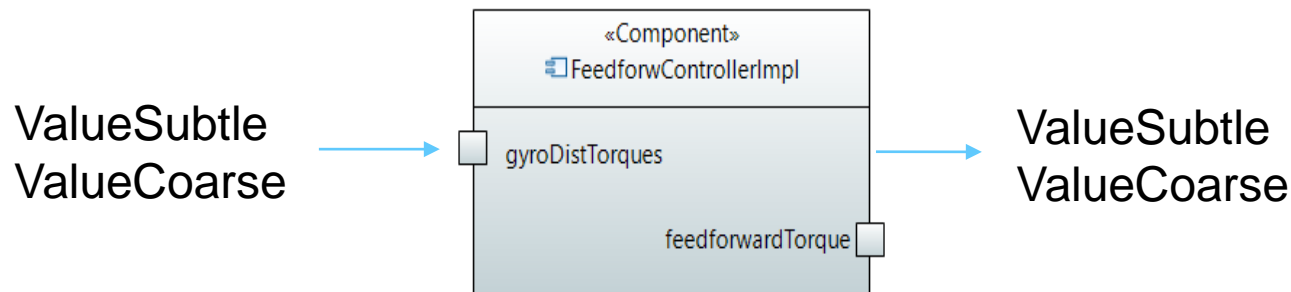 «Component»
FeedforwControllerImpl
ValueSubtle
ValueCoarse
gyroDistTorques
feedforwardTorque
ValueSubtle
ValueCoarse